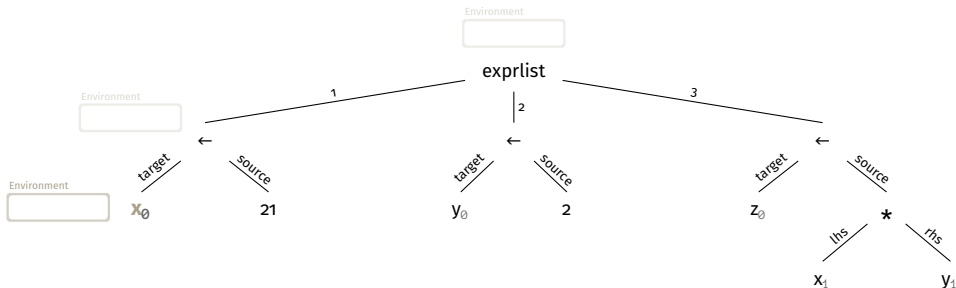 Environment
exprlist
1
2
3
Environment
←
←
←
target
source
target
source
target
source
Environment
x₀
21
y₀
2
z₀
*
lhs
rhs
x₁
y₁